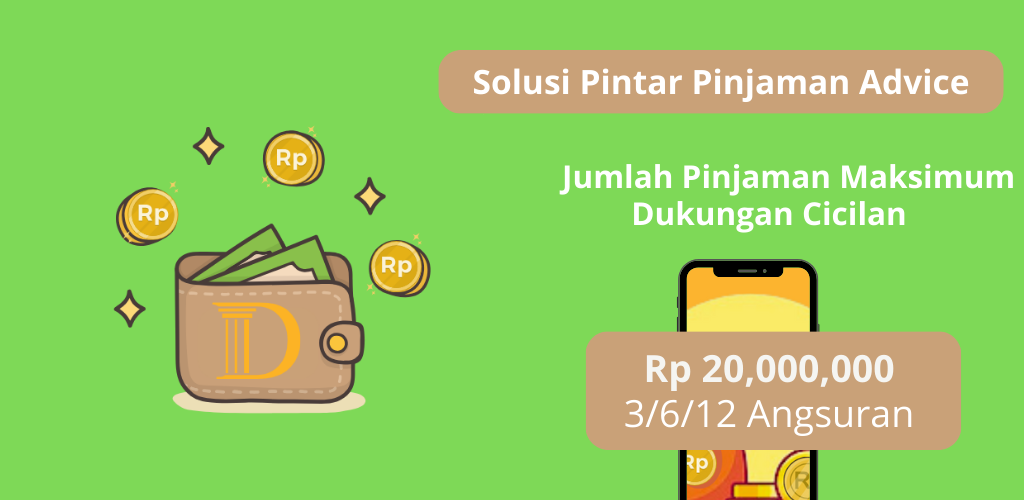 Solusi Pintar Pinjaman Advice
Jumlah Pinjaman Maksimum
Dukungan Cicilan
Rp
Rp
Rp
D
Rp 20,000,000
3/6/12 Angsuran
Rp
R